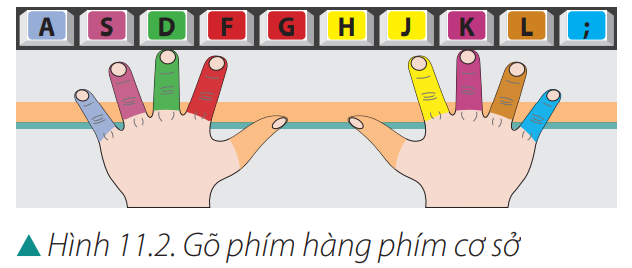 A S D F G H J K L ;
▲ Hình 11.2. Gõ phím hàng phím cơ sở